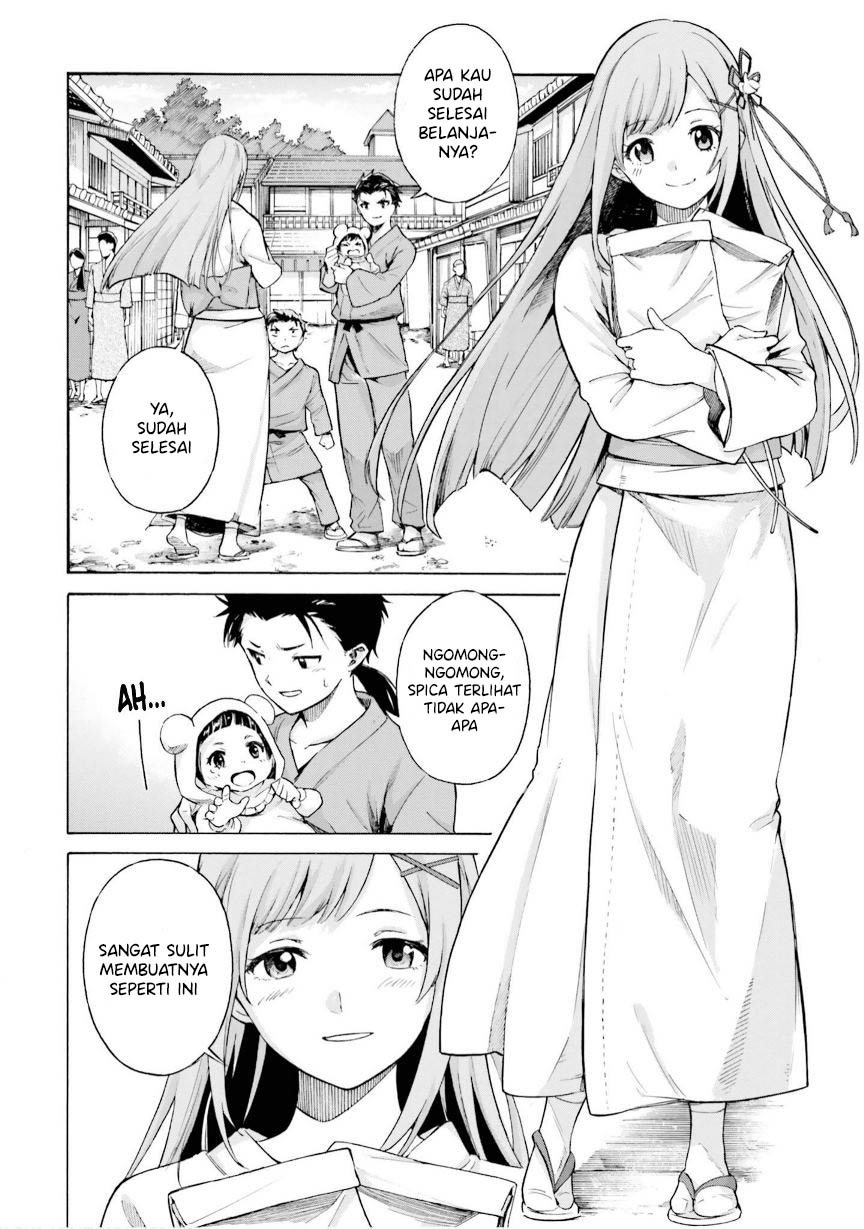 APA KAU
SUDAH
SELESAI
BELANJA-
NYA?
YA,
SUDAH
SELESAI
NGOMONG-
NGOMONG,
SPICA TERLIHAT
TIDAK APA-
APA
AH...
SANGAT SULIT
MEMBUATNYA
SEPERTI INI